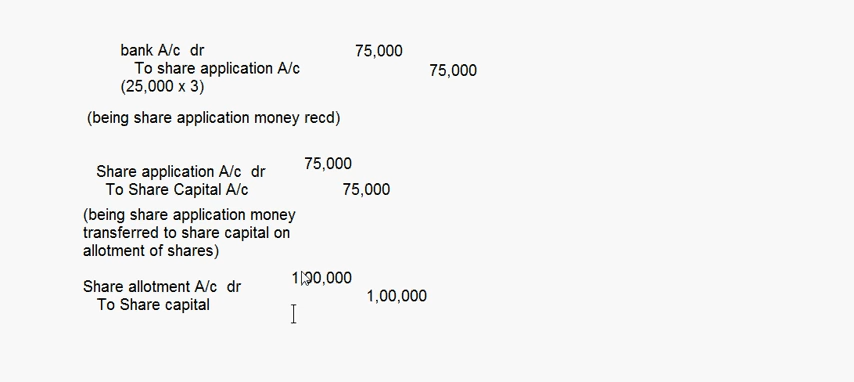 bank A/c dr 75,000
To share application A/c 75,000
(25,000 x 3)
(being share application money recd)
Share application A/c dr 75,000
To Share Capital A/c 75,000
(being share application money
transferred to share capital on
allotment of shares)
Share allotment A/c dr 1,00,000
To Share capital 1,00,000